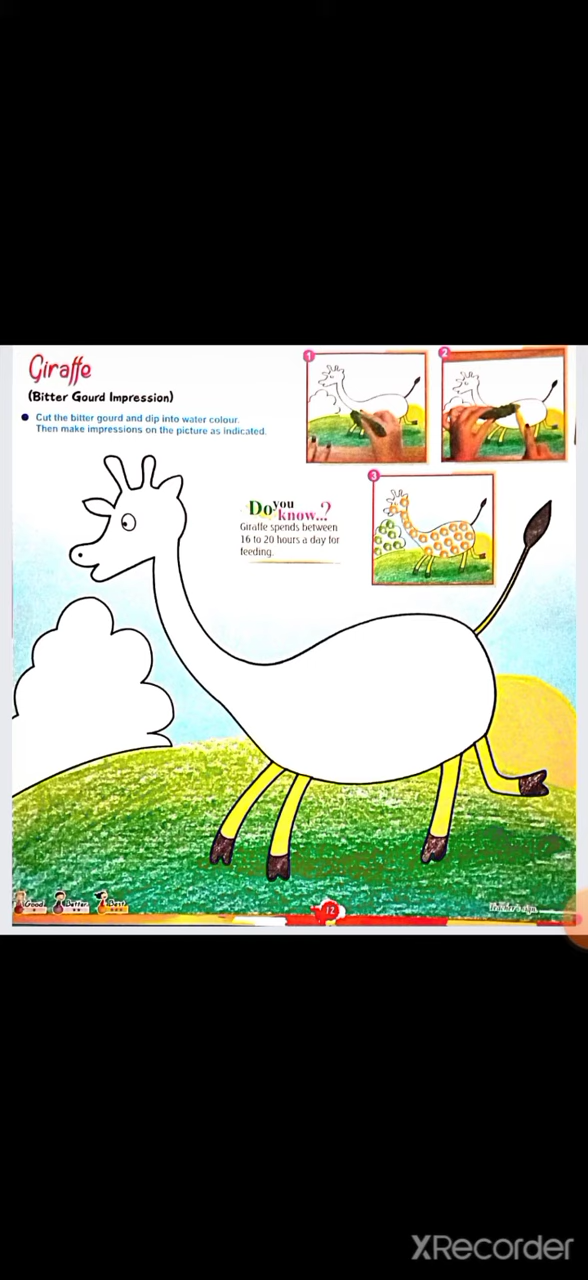 Giraffe
(Bitter Gourd Impression)
Cut the bitter gourd and dip into water colour.
Then make impressions on the picture as indicated.
1
2
3
Do you know..?
Giraffe spends between
16 to 20 hours a day for
feeding.
Good
Better
Best
12
Teacher's sign
XRecorder